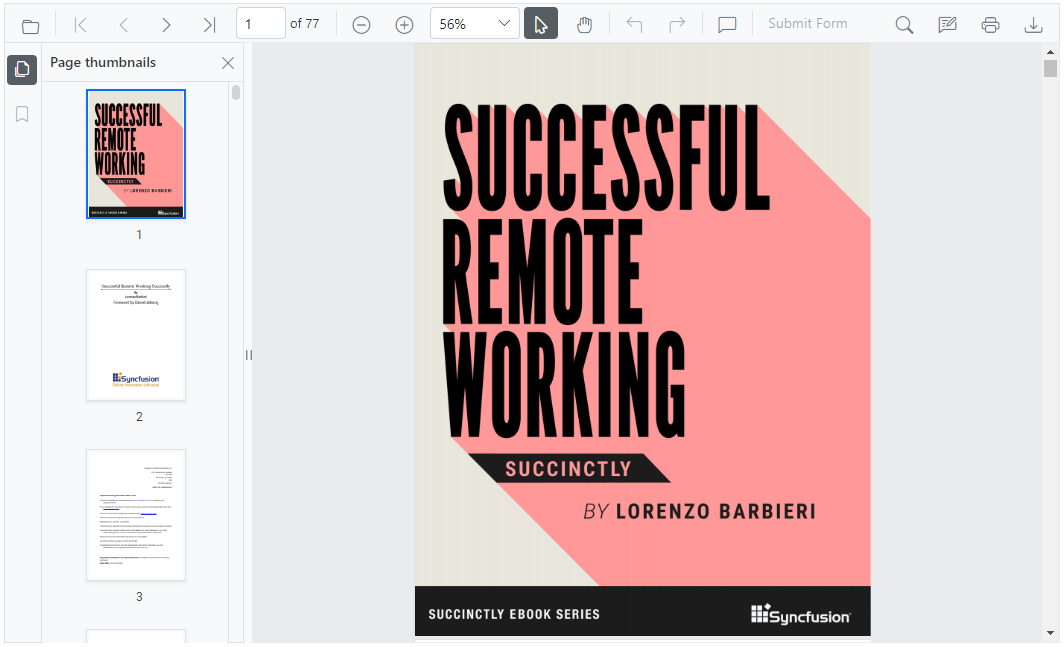 1 of 77 56% Submit Form
Page thumbnails
SUCCESSFUL
REMOTE
WORKING
SUCCINCTLY
BY LORENZO BARBIERI
SUCCINCTLY EBOOK SERIES Syncfusion
1
Successful Remote Working Succinctly
By
Lorenzo Barbieri
Foreword by Daniel Jebaraj
Syncfusion
Deliver innovation with ease
2
3
SUCCESSFUL
REMOTE
WORKING
SUCCINCTLY
BY LORENZO BARBIERI
SUCCINCTLY EBOOK SERIES
Syncfusion